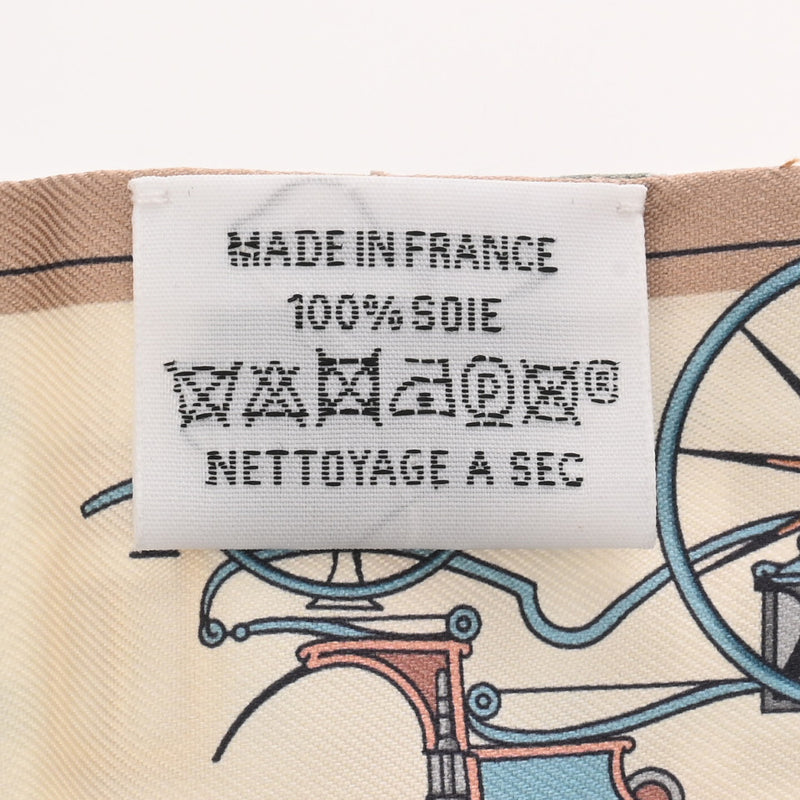 MADE IN FRANCE
100% SOIE
P ®
NETTOYAGE A SEC